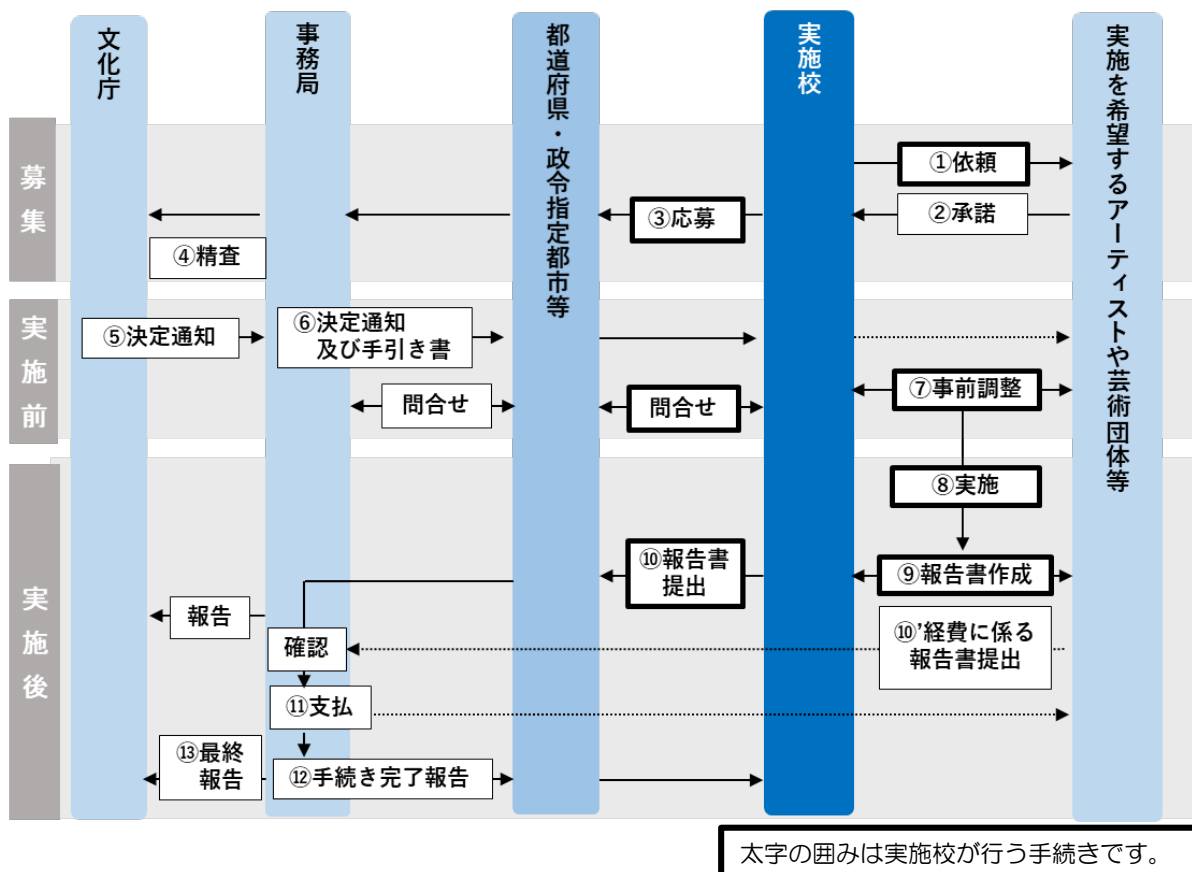 文化庁
事務局
都道府県・政令指定都市等
実施校
実施を希望するアーティストや芸術団体等
募集
①依頼
②承諾
③応募
④精査
実施前
⑤決定通知
⑥決定通知
及び手引き書
問合せ
問合せ
⑦事前調整
実施後
⑧実施
⑨報告書作成
⑩報告書
提出
報告
確認
⑩’経費に係る
報告書提出
⑪支払
⑬最終
報告
⑫手続き完了報告
太字の囲みは実施校が行う手続きです。